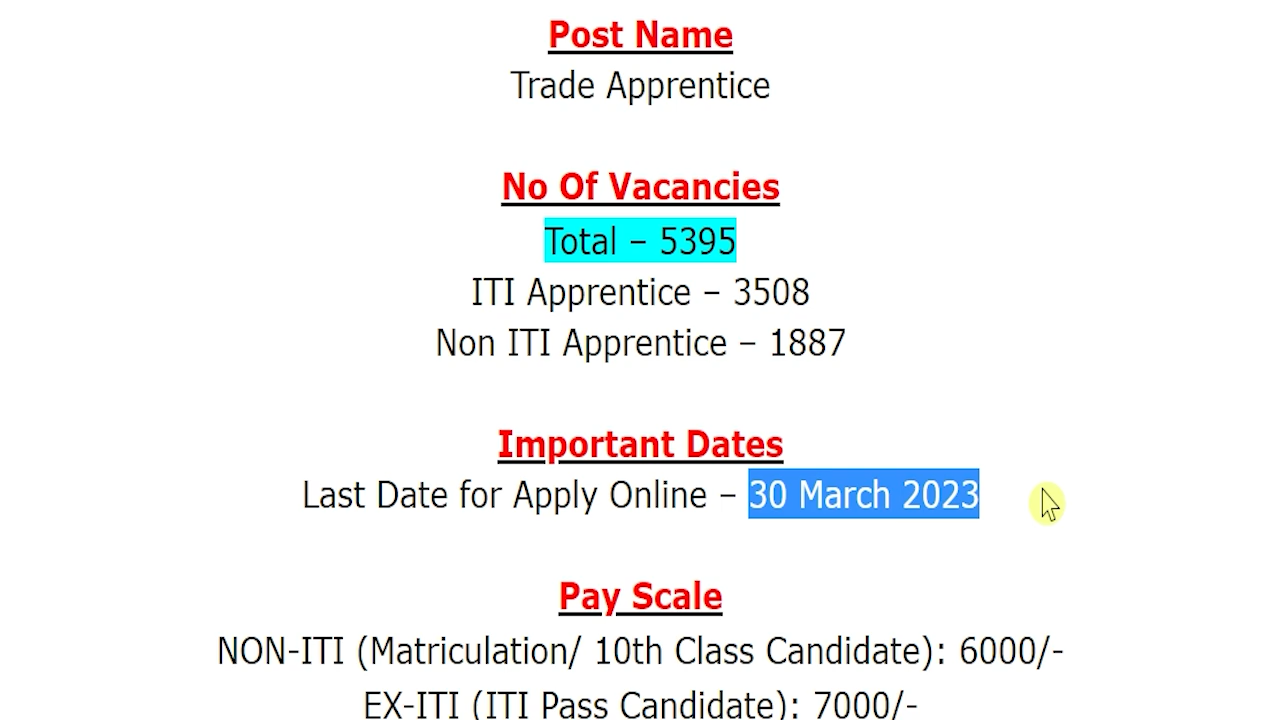 Post Name
Trade Apprentice
No Of Vacancies
Total – 5395
ITI Apprentice – 3508
Non ITI Apprentice – 1887
Important Dates
Last Date for Apply Online – 30 March 2023
Pay Scale
NON-ITI (Matriculation/ 10th Class Candidate): 6000/-
EX-ITI (ITI Pass Candidate): 7000/-